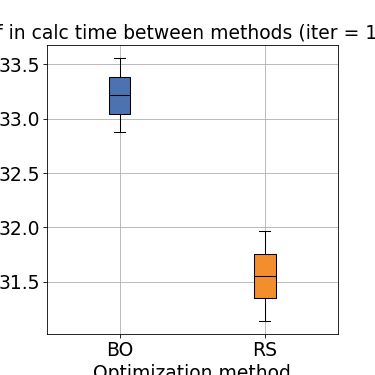 in calc time between methods (iter = 1
33.5
33.0
32.5
32.0
31.5
BO RS
Optimization method